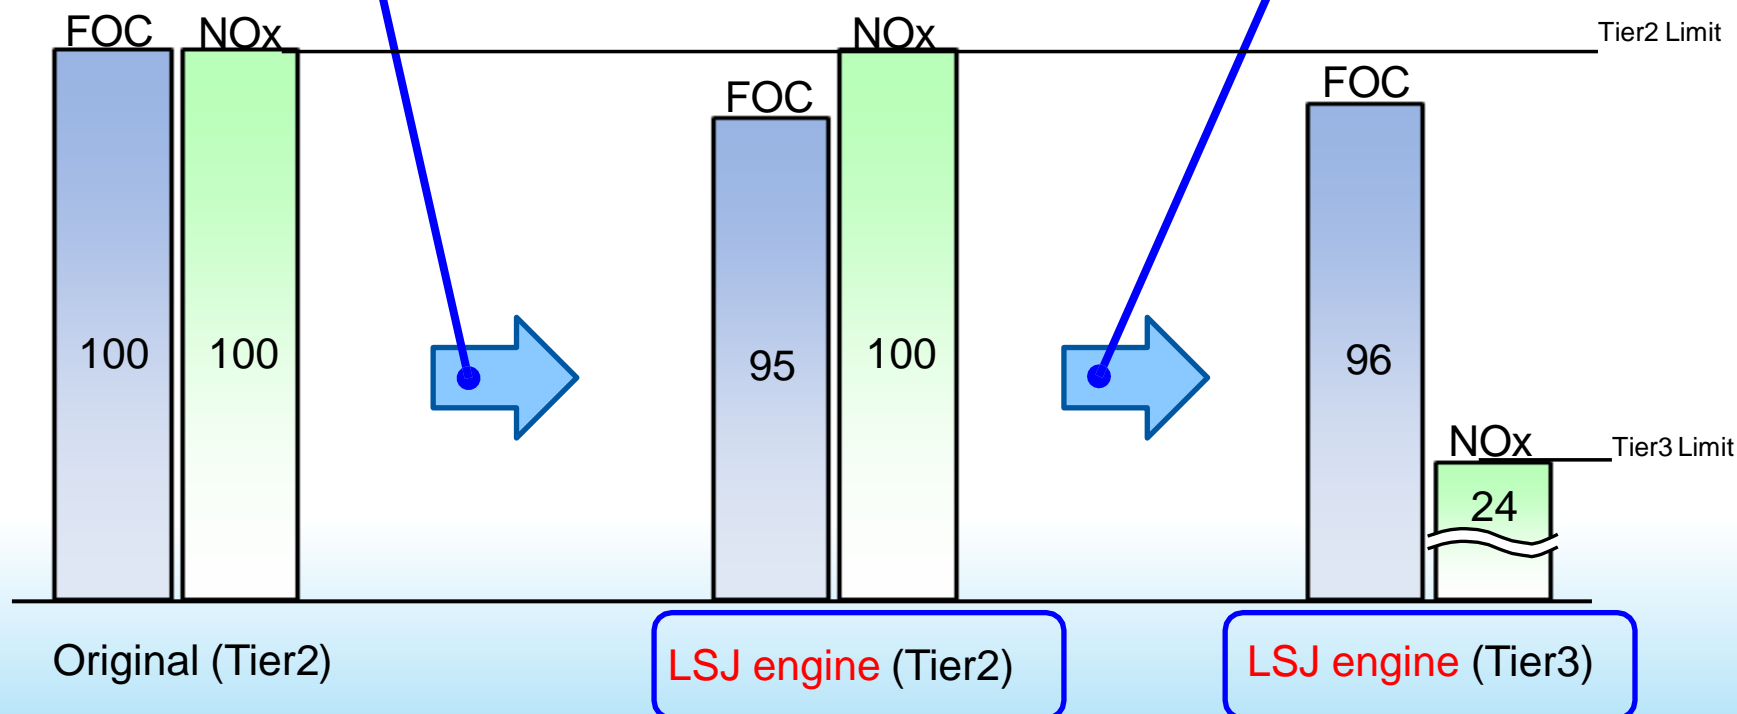 FOC NOx
NOx
Tier2 Limit
FOC
FOC
100
100
95
100
96
NOx
Tier3 Limit
24
Original (Tier2)
LSJ engine (Tier2)
LSJ engine (Tier3)